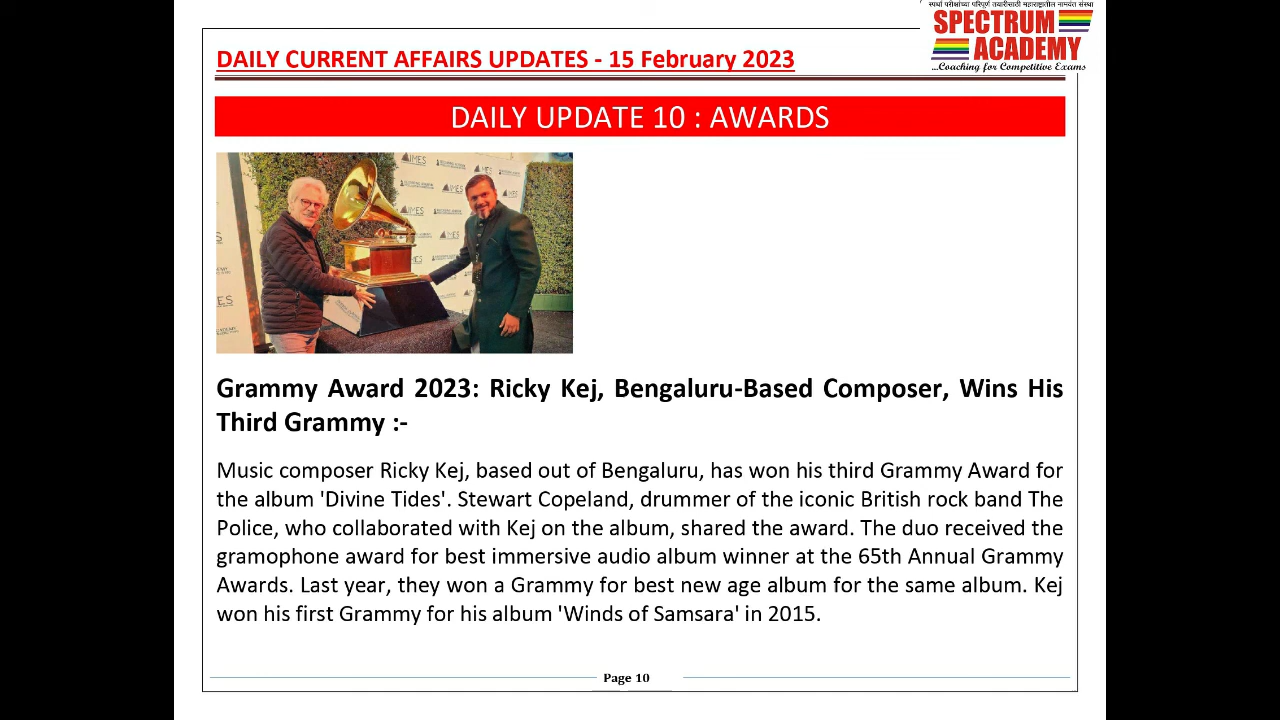 स्पर्धा परीक्षांच्या परिपूर्ण तयारीसाठी महाराष्ट्रातील नामवंत संस्था
SPECTRUM
ACADEMY
...Coaching for Competitive Exams
DAILY CURRENT AFFAIRS UPDATES - 15 February 2023
DAILY UPDATE 10 : AWARDS
Grammy Award 2023: Ricky Kej, Bengaluru-Based Composer, Wins His
Third Grammy :-
Music composer Ricky Kej, based out of Bengaluru, has won his third Grammy Award for
the album 'Divine Tides'. Stewart Copeland, drummer of the iconic British rock band The
Police, who collaborated with Kej on the album, shared the award. The duo received the
gramophone award for best immersive audio album winner at the 65th Annual Grammy
Awards. Last year, they won a Grammy for best new age album for the same album. Kej
won his first Grammy for his album 'Winds of Samsara' in 2015.
Page 10